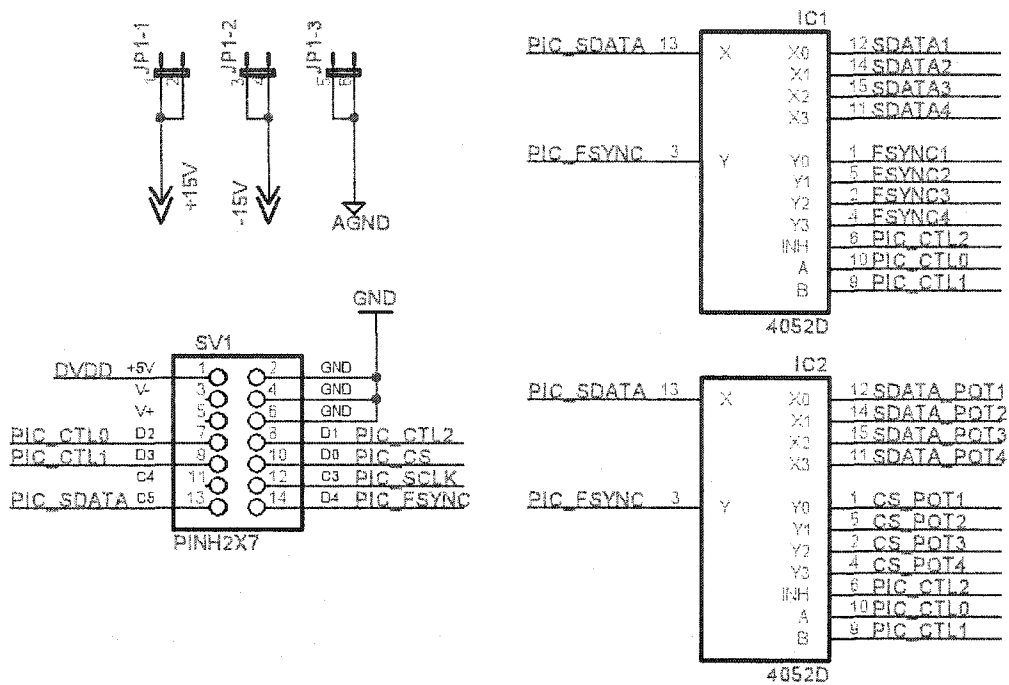 JP1-1
1
2
+15V
JP1-2
3
4
-15V
JP1-3
5
6
AGND
GND
SV1
DVDD +5V 1 2 GND
V- 3 4 GND
V+ 5 6 GND
PIC_CTL0 D2 7 8 D1 PIC_CTL2
PIC_CTL1 D3 9 10 D0 PIC_CS
C4 11 12 C3 PIC_SCLK
PIC_SDATA C5 13 14 D4 PIC_FSYNC
PINH2X7
IC1
PIC_SDATA 13 X X0 12 SDATA1
X1 14 SDATA2
X2 15 SDATA3
X3 11 SDATA4
PIC_FSYNC 3 Y Y0 1 FSYNC1
Y1 5 FSYNC2
Y2 2 FSYNC3
Y3 4 FSYNC4
INH 6 PIC_CTL2
A 10 PIC_CTL0
B 9 PIC_CTL1
4052D
IC2
PIC_SDATA 13 X X0 12 SDATA_POT1
X1 14 SDATA_POT2
X2 15 SDATA_POT3
X3 11 SDATA_POT4
PIC_FSYNC 3 Y Y0 1 CS_POT1
Y1 5 CS_POT2
Y2 2 CS_POT3
Y3 4 CS_POT4
INH 6 PIC_CTL2
A 10 PIC_CTL0
B 9 PIC_CTL1
4052D